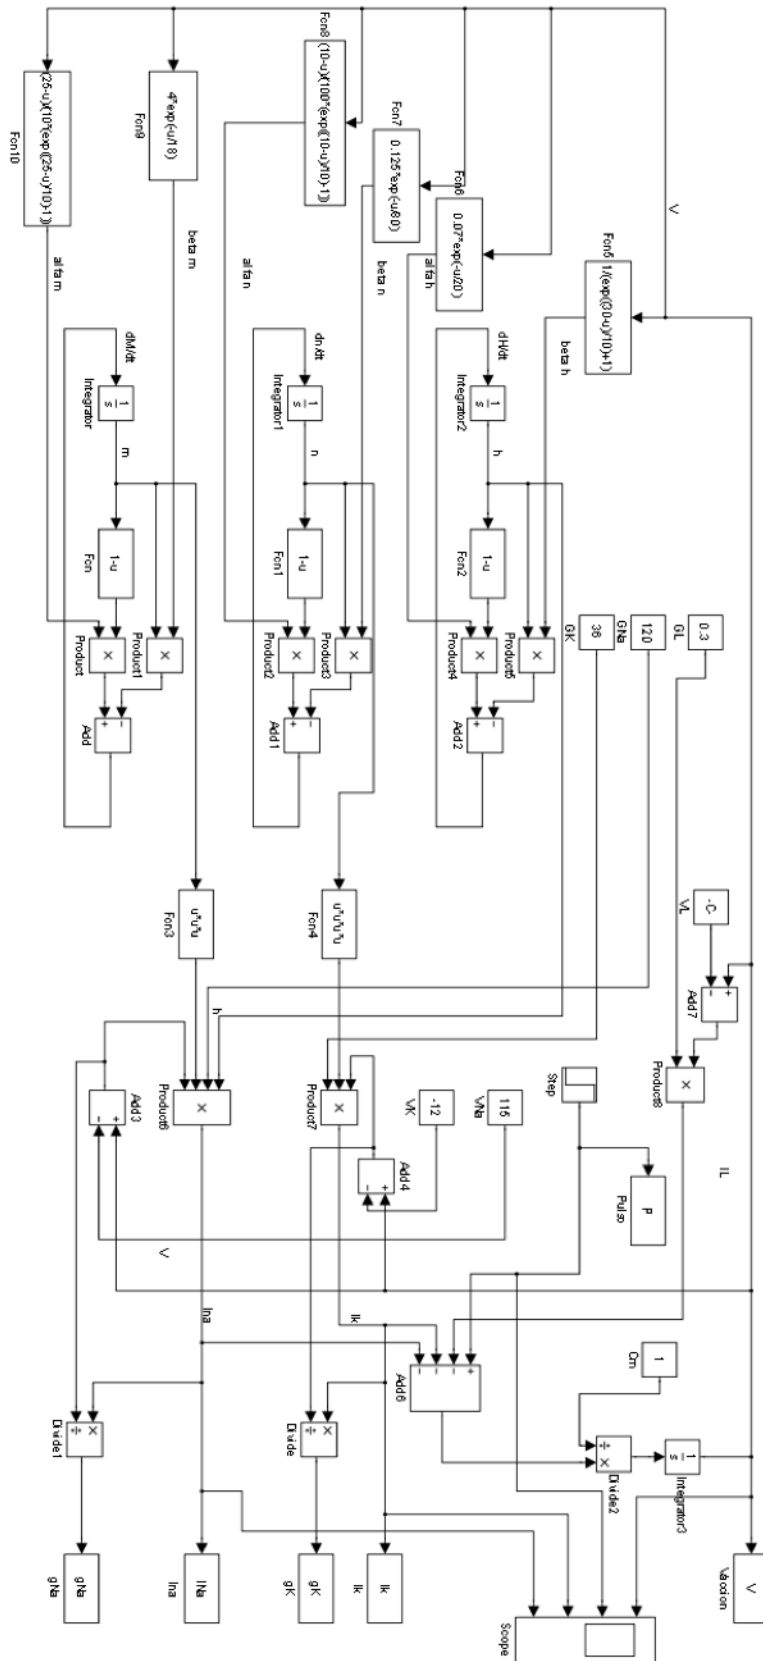 V
Fcn5
1/(exp((30-u)/10)+1)
beta h
Fcn6
0.07*exp(-u/20)
alfa h
Fcn7
0.125*exp(-u/80)
beta n
Fcn8
(10-u)/(100*(exp((10-u)/10)-1))
alfa n
4*exp(-u/18)
Fcn9
beta m
(25-u)/(10*(exp((25-u)/10)-1))
Fcn10
alfa m
dH/dt
1
s
Integrator2
h
1-u
Fcn2
×
Product5
×
Product4
−
+
Add2
dn/dt
1
s
Integrator1
n
1-u
Fcn1
×
Product3
×
Product2
−
+
Add1
dM/dt
1
s
Integrator
m
1-u
Fcn
×
Product1
×
Product
−
+
Add
0.3
GL
120
GNa
36
GK
u*u*u*u
Fcn4
u*u*u
Fcn3
-C-
VL
+
−
Add7
×
Product8
IL
Step
P
Pulso
115
VNa
-12
VK
+
−
Add4
×
Product7
Ik
h
×
Product6
Ina
V
+
−
Add3
+
−
−
−
Add6
1
Cm
÷
×
Divide2
1
s
Integrator3
×
÷
Divide
×
÷
Divide1
V
Vaccion
Scope
Ik
Ik
gK
gK
INa
Ina
gNa
gNa